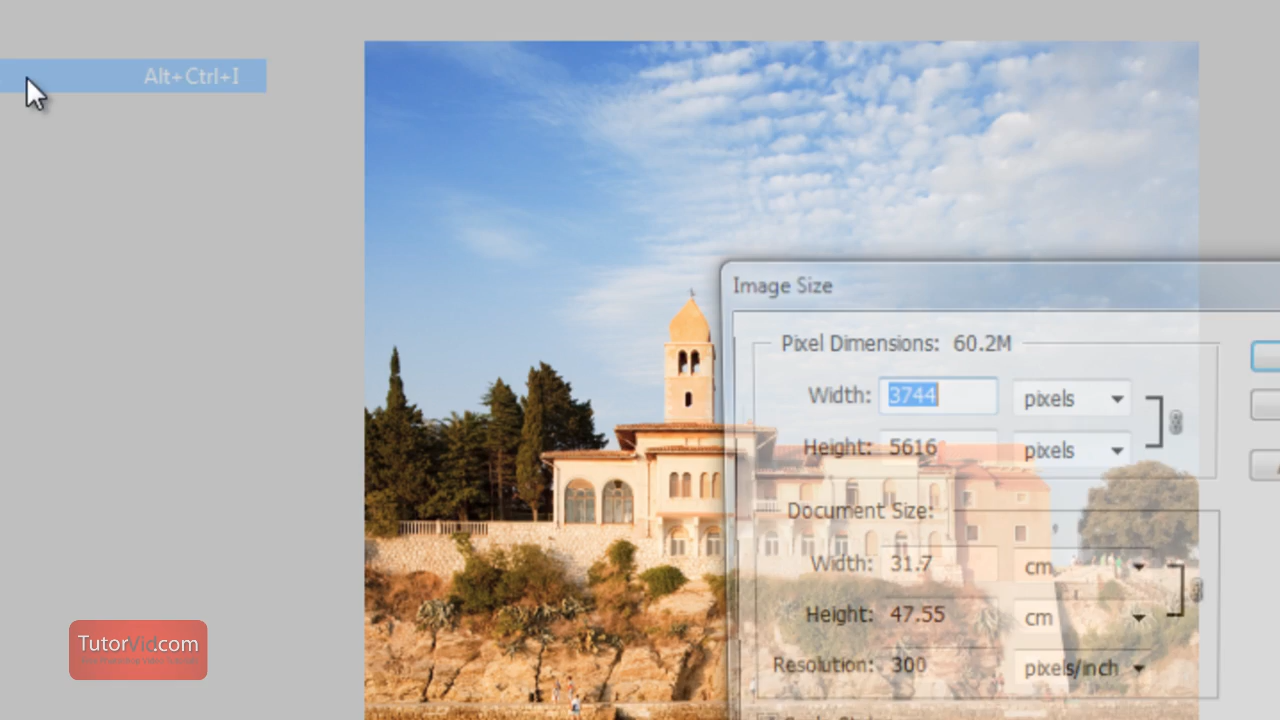 Alt+Ctrl+I
Image Size
Pixel Dimensions: 60.2M
Width: 3744 pixels
Height: 5616 pixels
Document Size:
Width: 31.7 cm
Height: 47.55 cm
Resolution: 300 pixels/inch
TutorVid.com